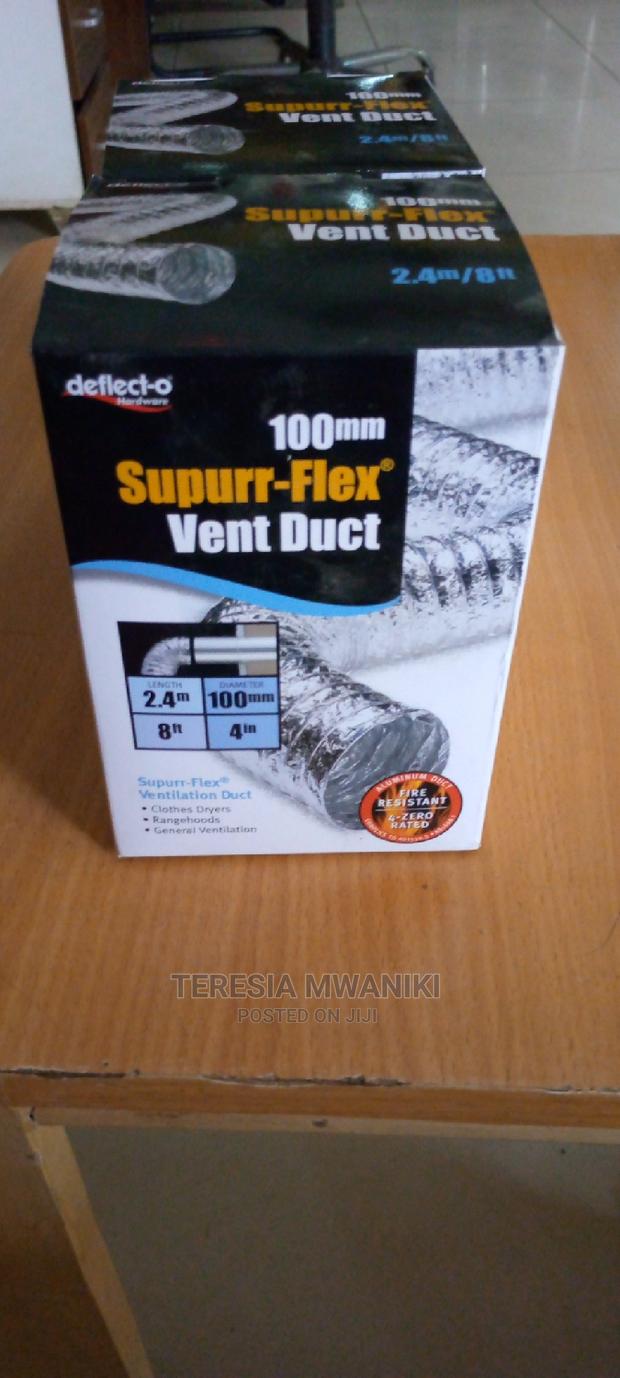 100mm
Supurr-Flex®
Vent Duct
2.4m/8ft
deflect-o
100mm
Supurr-Flex®
Vent Duct
2.4m/8ft
deflect-o®
Hardware
100mm
Supurr-Flex®
Vent Duct
LENGTH DIAMETER
2.4m 100mm
8ft 4in
Supurr-Flex®
Ventilation Duct
• Clothes Dryers
• Rangehoods
• General Ventilation
ALUMINUM DUCT
FIRE
RESISTANT
4-ZERO
RATED
TERESIA MWANIKI
POSTED ON JIJI